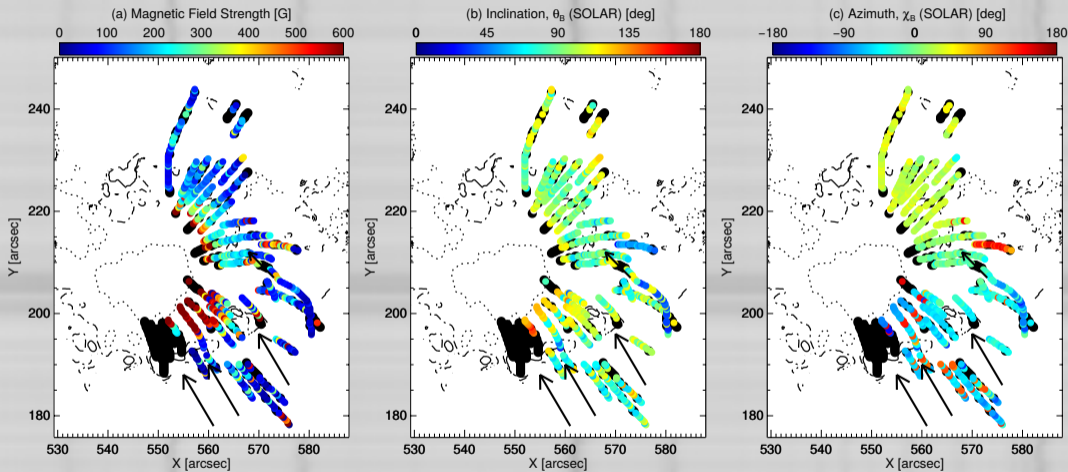 (a) Magnetic Field Strength [G]
0 100 200 300 400 500 600
240
220
200
180
Y [arcsec]
530 540 550 560 570 580
X [arcsec]
(b) Inclination, θB (SOLAR) [deg]
0 45 90 135 180
240
220
200
180
Y [arcsec]
530 540 550 560 570 580
X [arcsec]
(c) Azimuth, χB (SOLAR) [deg]
−180 −90 0 90 180
240
220
200
180
Y [arcsec]
530 540 550 560 570 580
X [arcsec]